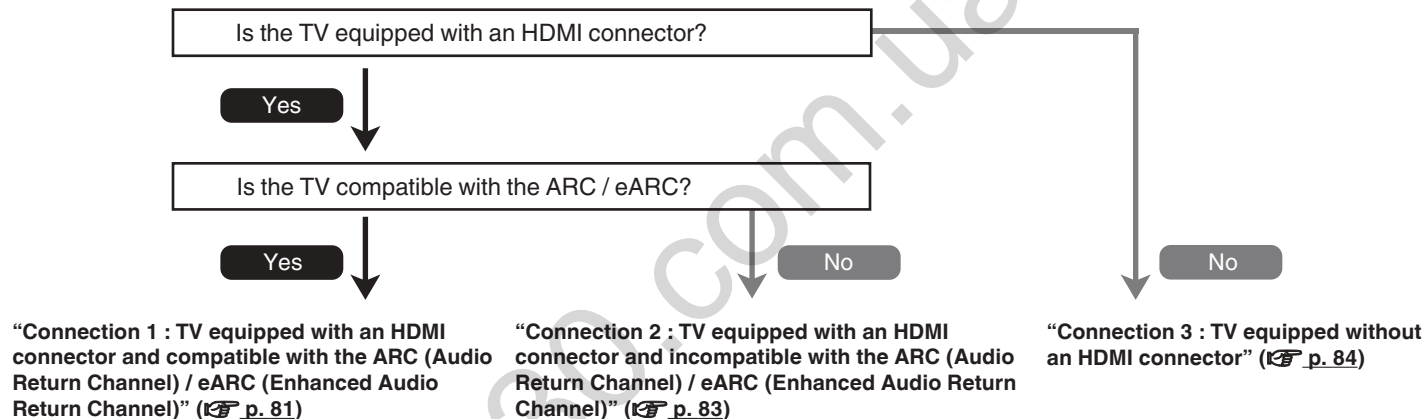 Is the TV equipped with an HDMI connector?
Yes
Is the TV compatible with the ARC / eARC?
Yes
No
No
“Connection 1 : TV equipped with an HDMI
connector and compatible with the ARC (Audio
Return Channel) / eARC (Enhanced Audio
Return Channel)” (☞ p. 81)
“Connection 2 : TV equipped with an HDMI
connector and incompatible with the ARC (Audio
Return Channel) / eARC (Enhanced Audio Return
Channel)” (☞ p. 83)
“Connection 3 : TV equipped without
an HDMI connector” (☞ p. 84)
30.com.ua